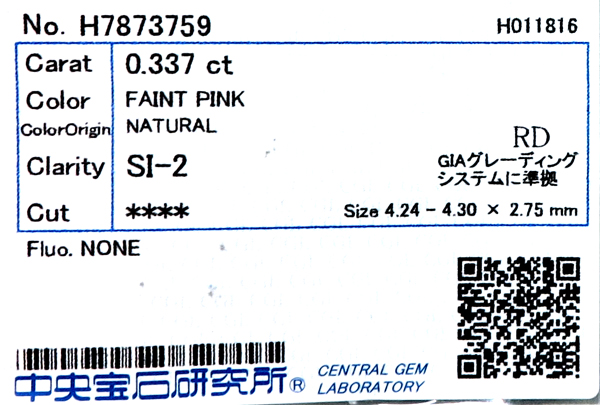 No. H7873759 H011816
Carat 0.337 ct
Color FAINT PINK
ColorOrigin NATURAL
Clarity SI-2
RD
GIAグレーディング
システムに準拠
Cut **** Size 4.24 - 4.30 × 2.75 mm
Fluo. NONE
中央宝石研究所® CENTRAL GEM
LABORATORY